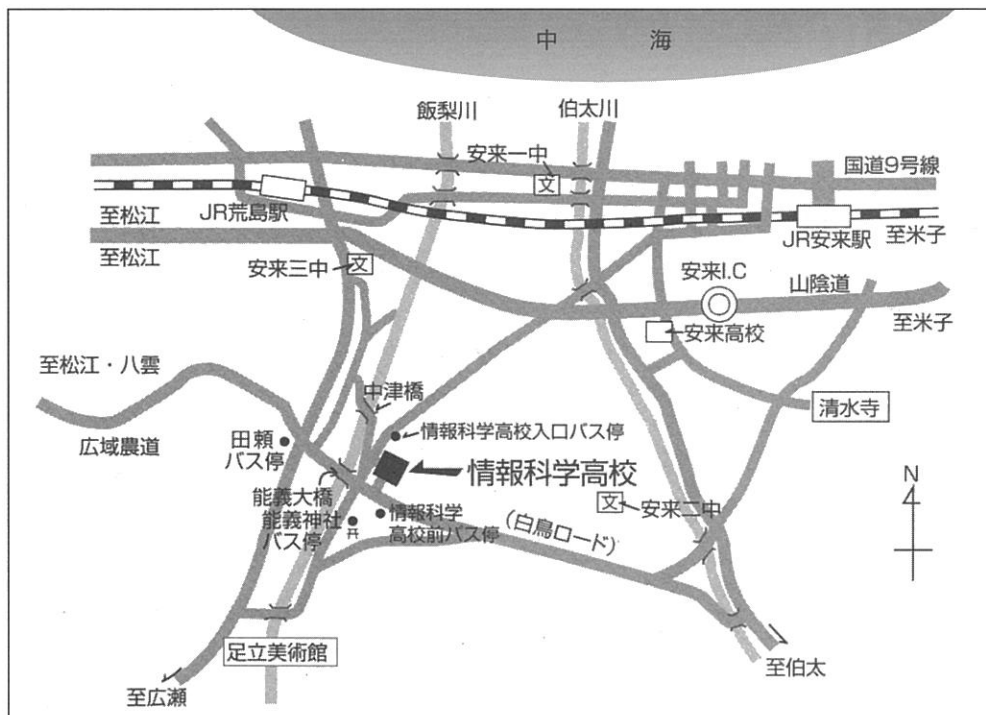 中海
飯梨川
伯太川
安来一中
文
国道9号線
至松江
JR荒島駅
JR安来駅
至米子
至松江
安来三中
文
安来I.C
山陰道
至米子
安来高校
至松江・八雲
中津橋
清水寺
広域農道
田頼
バス停
情報科学高校入口バス停
情報科学高校
N
能義大橋
能義神社
バス停
情報科学
高校前バス停
文
安来二中
(白鳥ロード)
足立美術館
至広瀬
至伯太